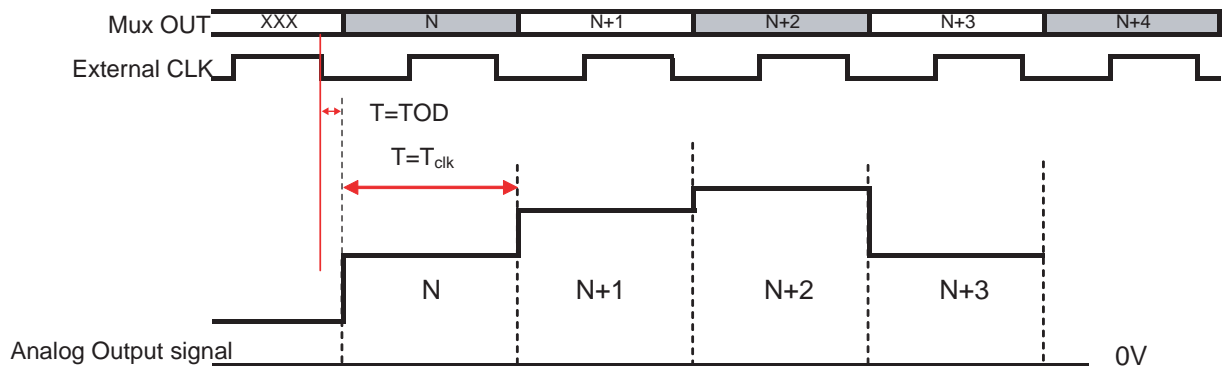 Mux OUT XXX N N+1 N+2 N+3 N+4
External CLK
T=TOD
T=Tclk
N N+1 N+2 N+3
Analog Output signal 0V